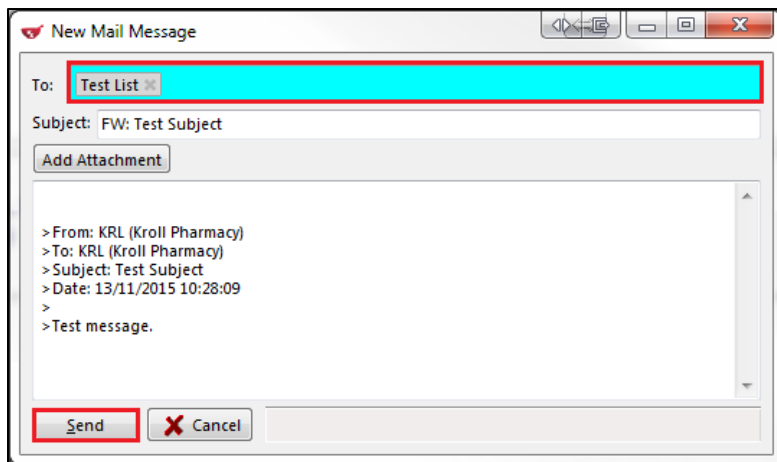 New Mail Message
To: Test List
Subject: FW: Test Subject
Add Attachment
>From: KRL (Kroll Pharmacy)
>To: KRL (Kroll Pharmacy)
>Subject: Test Subject
>Date: 13/11/2015 10:28:09
>
>Test message.
Send Cancel